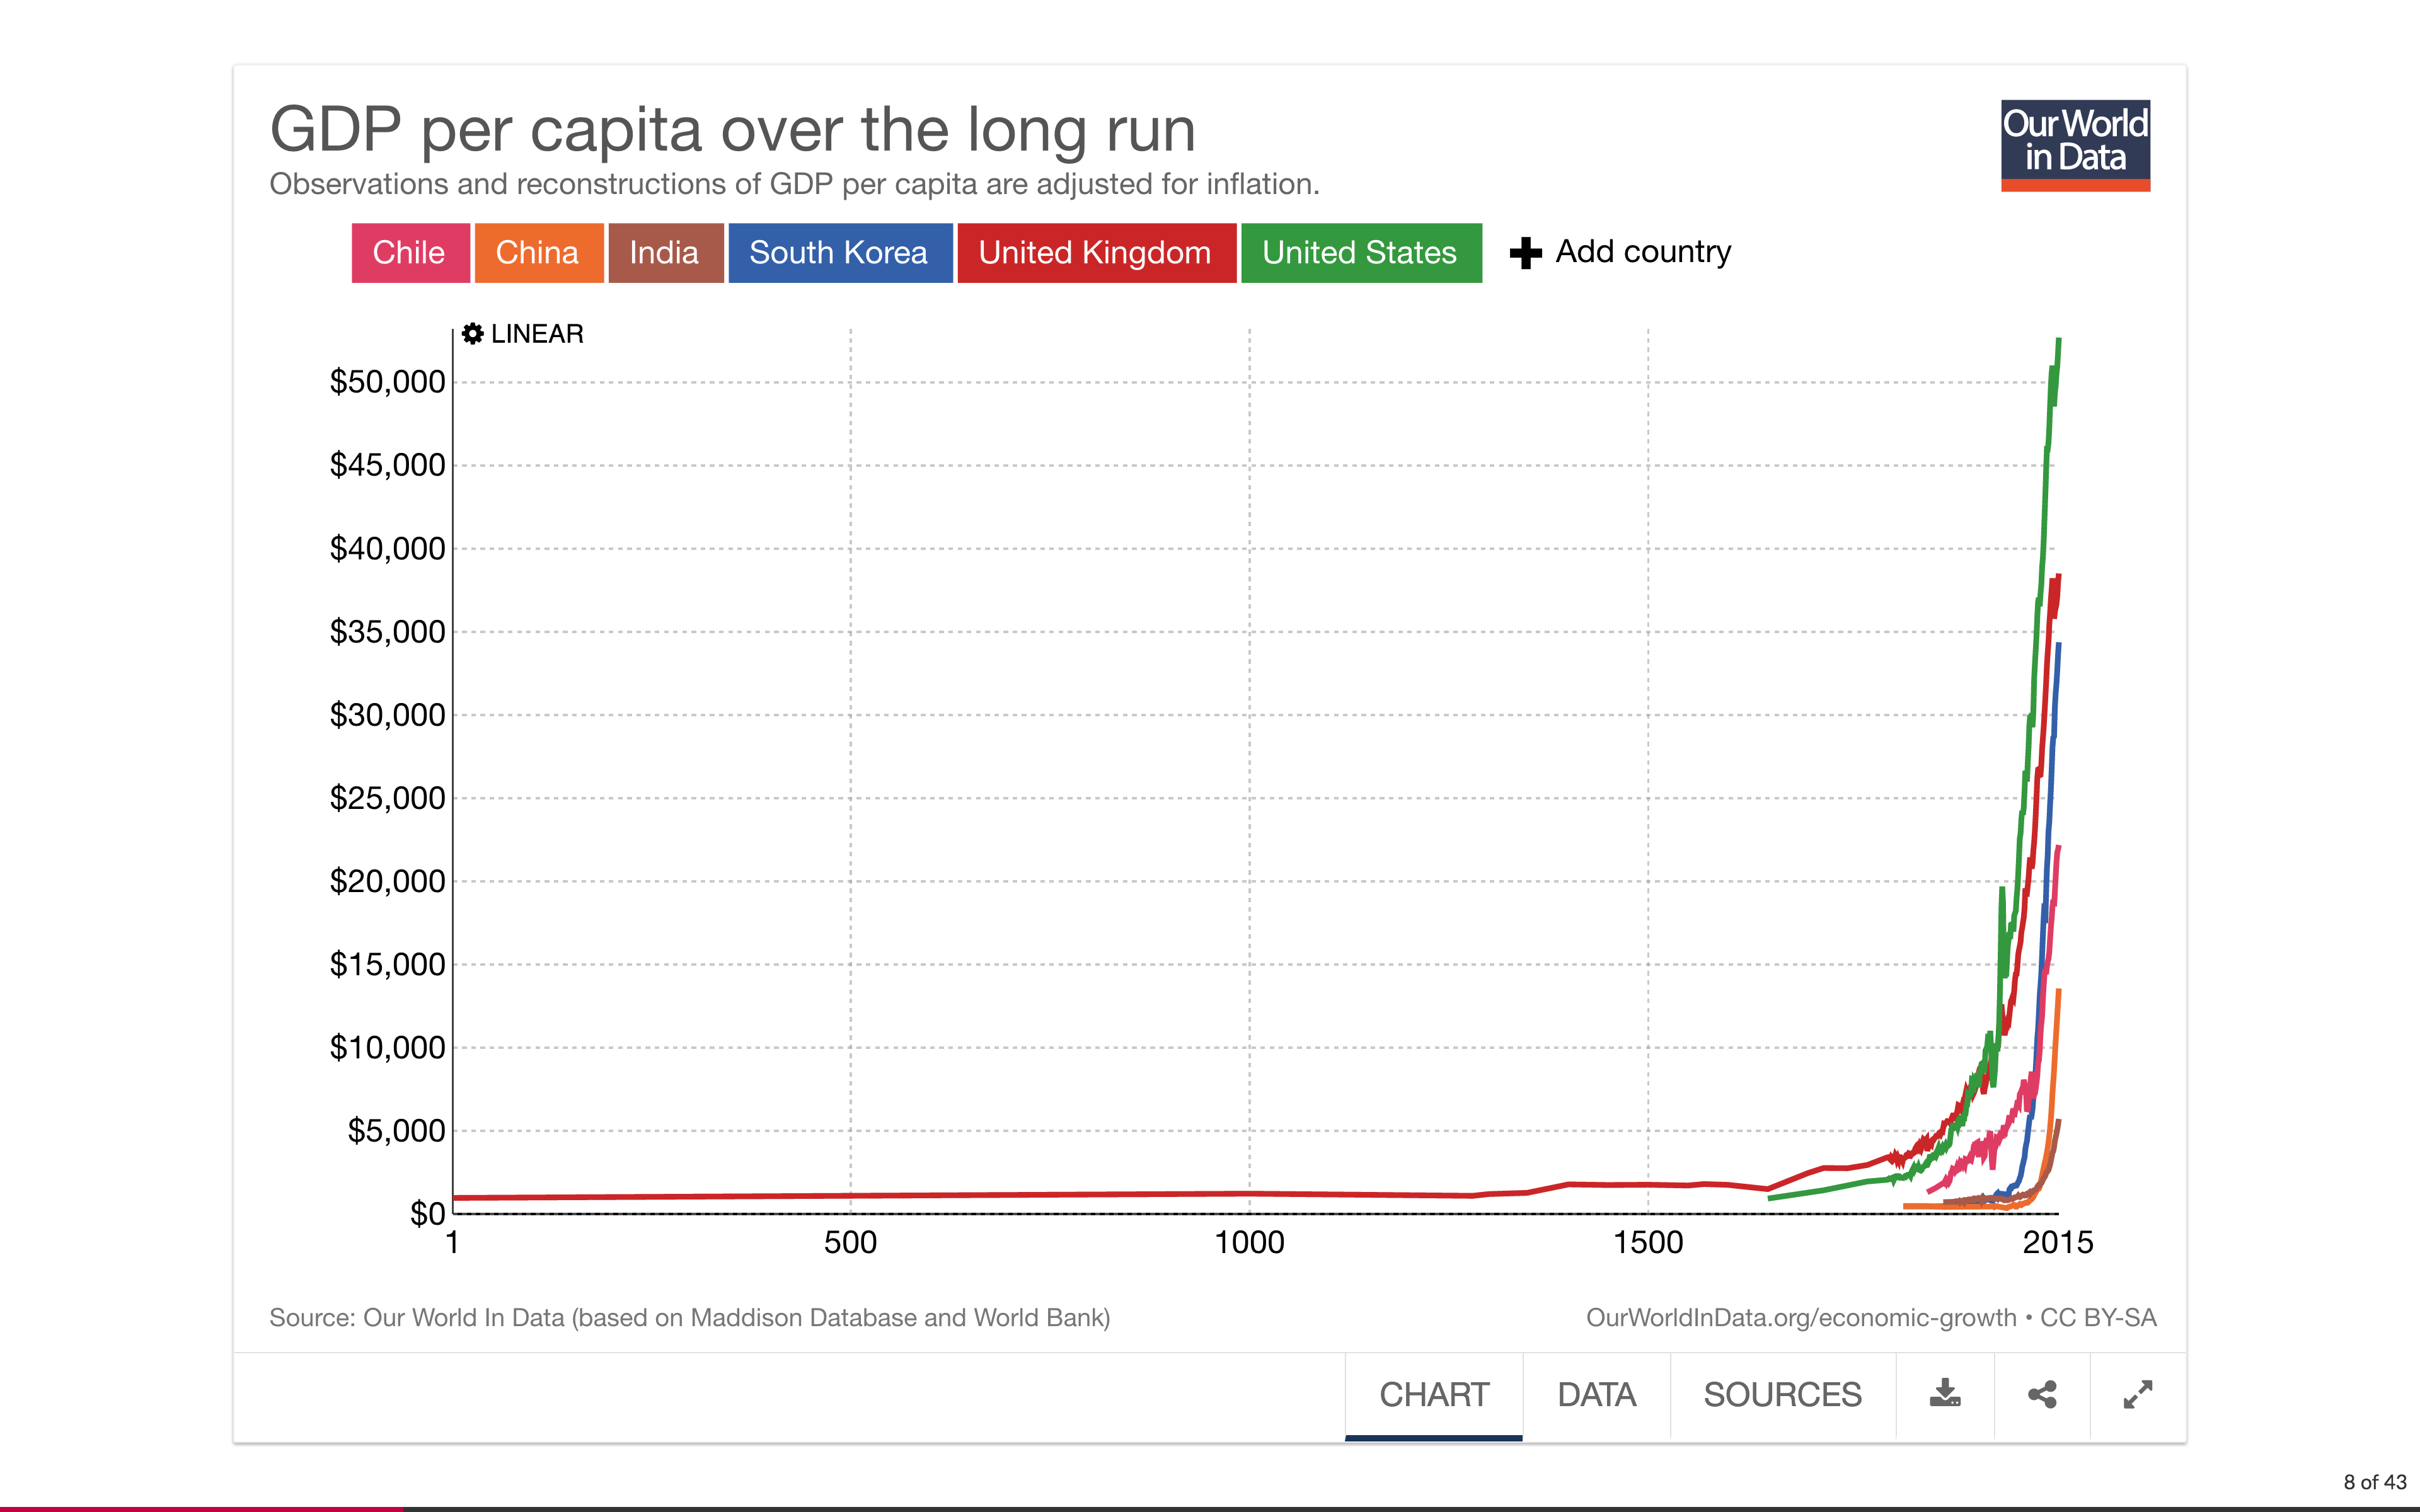 GDP per capita over the long run
Observations and reconstructions of GDP per capita are adjusted for inflation.
Our World
in Data
Chile China India South Korea United Kingdom United States Add country
LINEAR
$50,000
$45,000
$40,000
$35,000
$30,000
$25,000
$20,000
$15,000
$10,000
$5,000
$0
1 500 1000 1500 2015
Source: Our World In Data (based on Maddison Database and World Bank) OurWorldInData.org/economic-growth • CC BY-SA
CHART DATA SOURCES
8 of 43